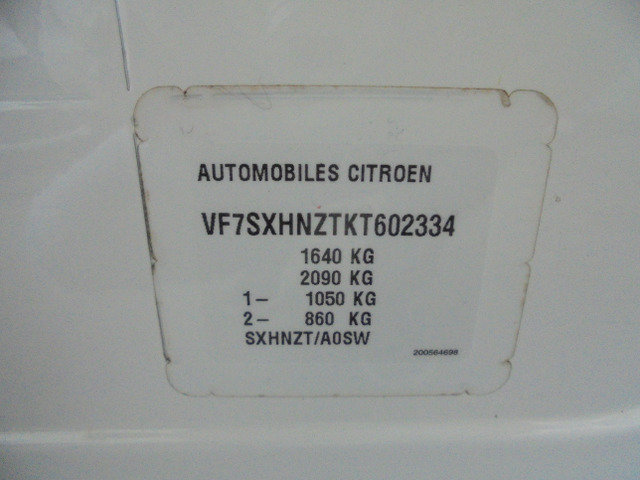 AUTOMOBILES CITROEN
VF7SXHNZTKT602334
1640 KG
2090 KG
1- 1050 KG
2- 860 KG
SXHNZT/A0SW
200564698